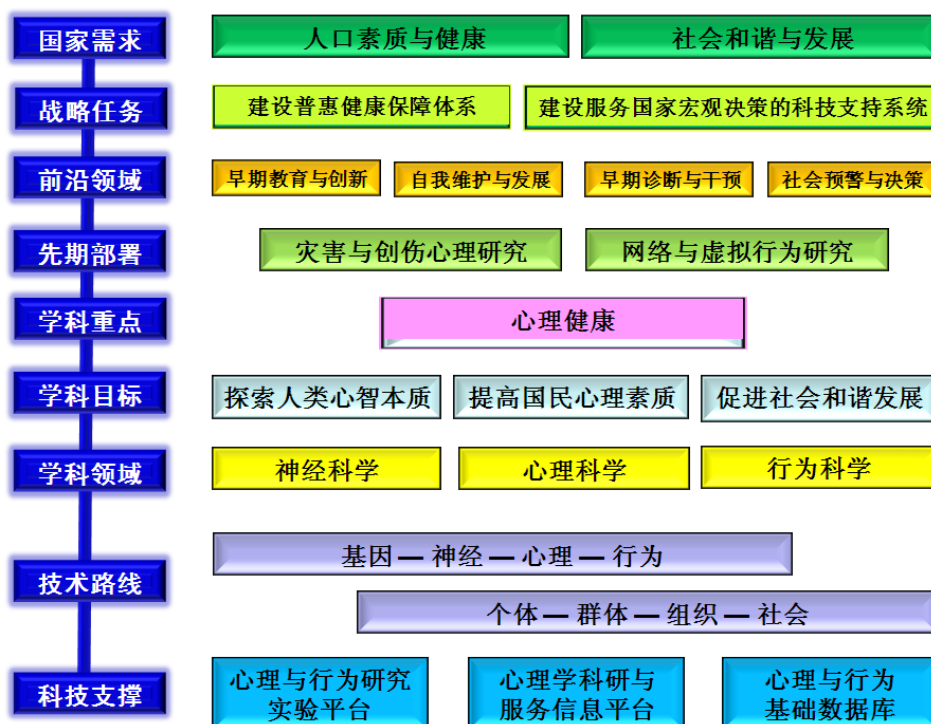 国家需求
人口素质与健康
社会和谐与发展
战略任务
建设普惠健康保障体系
建设服务国家宏观决策的科技支持系统
前沿领域
早期教育与创新
自我维护与发展
早期诊断与干预
社会预警与决策
先期部署
灾害与创伤心理研究
网络与虚拟行为研究
学科重点
心理健康
学科目标
探索人类心智本质
提高国民心理素质
促进社会和谐发展
学科领域
神经科学
心理科学
行为科学
技术路线
基因 — 神经 — 心理 — 行为
个体 — 群体 — 组织 — 社会
科技支撑
心理与行为研究
实验平台
心理学科研与
服务信息平台
心理与行为
基础数据库